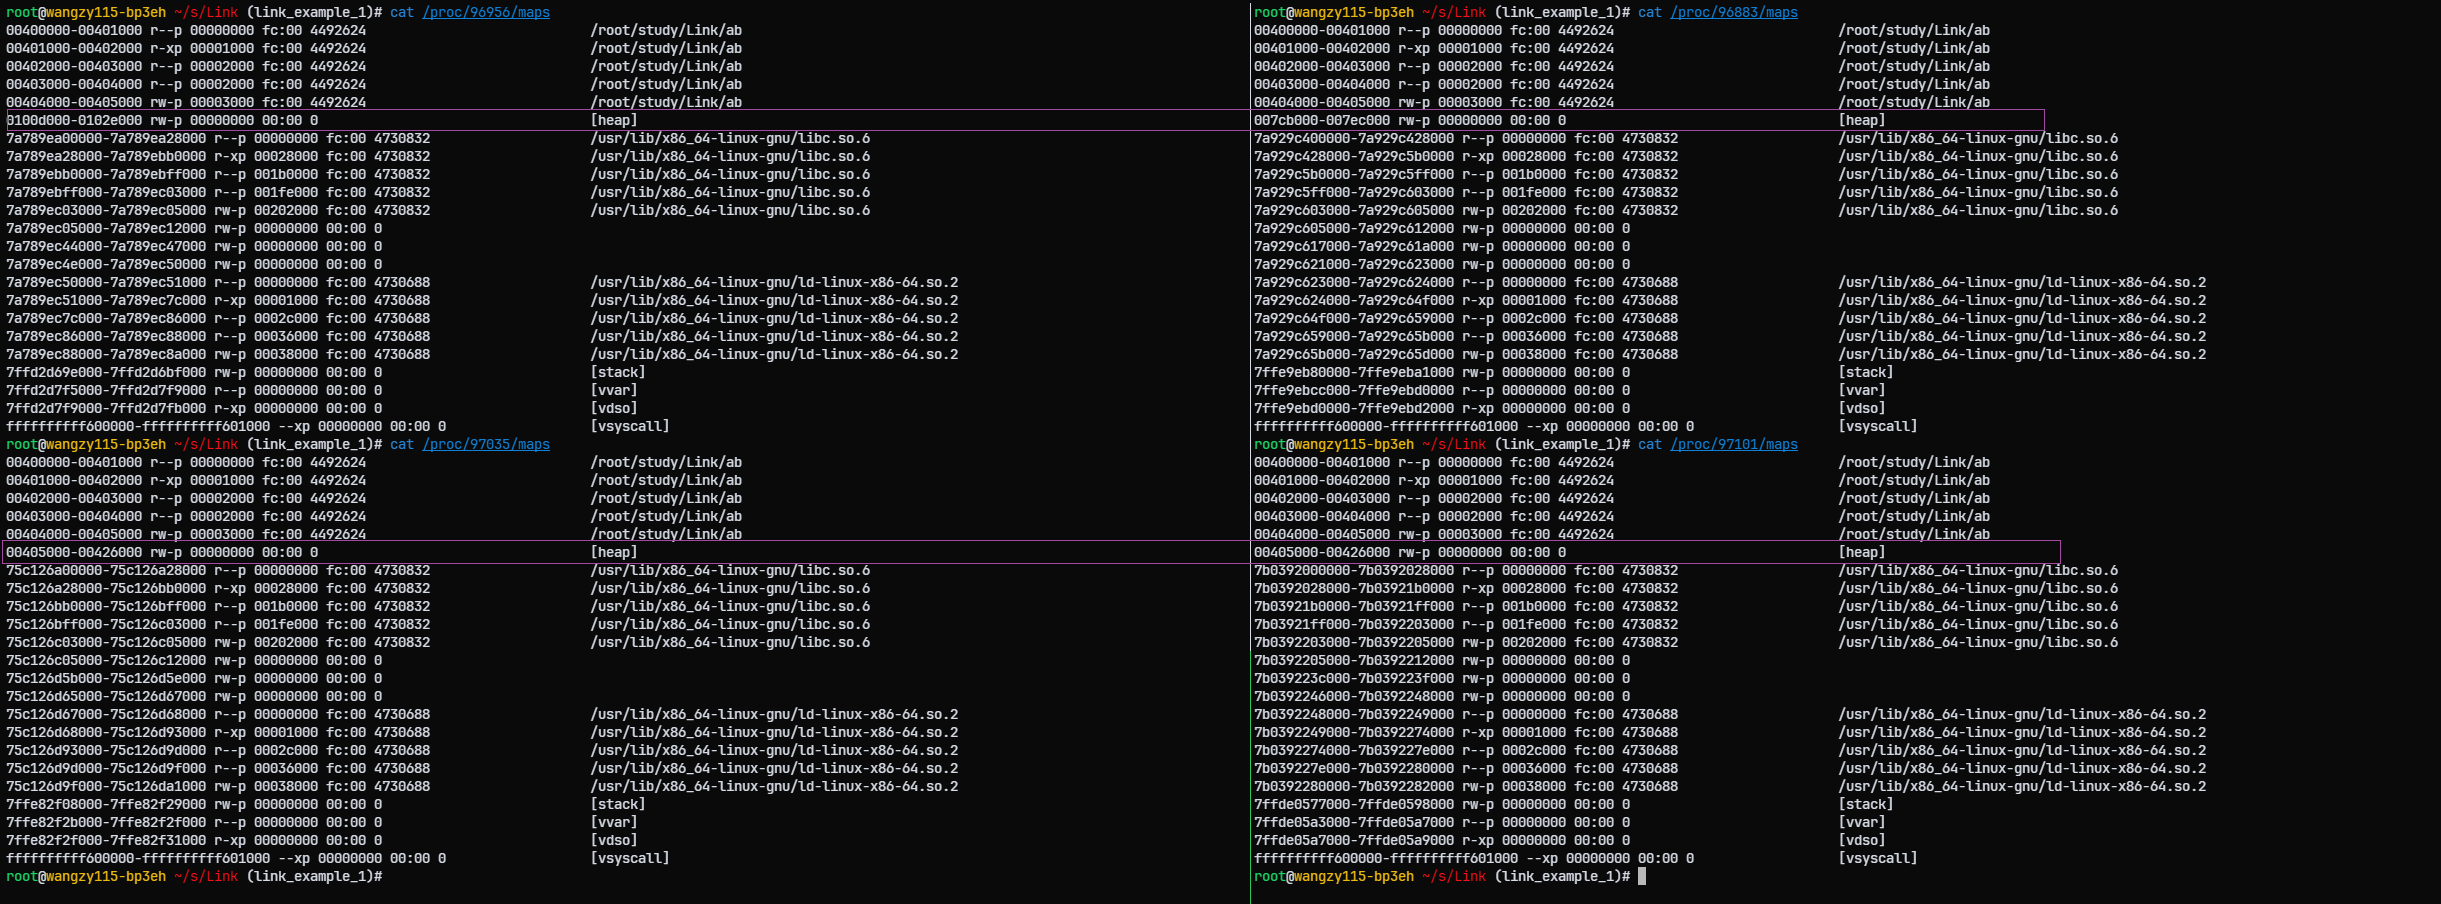 root@wangzy115-bp3eh ~/s/Link (link_example_1)# cat /proc/96956/maps
00400000-00401000 r--p 00000000 fc:00 4492624 /root/study/Link/ab
00401000-00402000 r-xp 00001000 fc:00 4492624 /root/study/Link/ab
00402000-00403000 r--p 00002000 fc:00 4492624 /root/study/Link/ab
00403000-00404000 r--p 00002000 fc:00 4492624 /root/study/Link/ab
00404000-00405000 rw-p 00003000 fc:00 4492624 /root/study/Link/ab
0100d000-0102e000 rw-p 00000000 00:00 0 [heap]
7a789ea00000-7a789ea28000 r--p 00000000 fc:00 4730832 /usr/lib/x86_64-linux-gnu/libc.so.6
7a789ea28000-7a789ebb0000 r-xp 00028000 fc:00 4730832 /usr/lib/x86_64-linux-gnu/libc.so.6
7a789ebb0000-7a789ebff000 r--p 001b0000 fc:00 4730832 /usr/lib/x86_64-linux-gnu/libc.so.6
7a789ebff000-7a789ec03000 r--p 001fe000 fc:00 4730832 /usr/lib/x86_64-linux-gnu/libc.so.6
7a789ec03000-7a789ec05000 rw-p 00202000 fc:00 4730832 /usr/lib/x86_64-linux-gnu/libc.so.6
7a789ec05000-7a789ec12000 rw-p 00000000 00:00 0
7a789ec44000-7a789ec47000 rw-p 00000000 00:00 0
7a789ec4e000-7a789ec50000 rw-p 00000000 00:00 0
7a789ec50000-7a789ec51000 r--p 00000000 fc:00 4730688 /usr/lib/x86_64-linux-gnu/ld-linux-x86-64.so.2
7a789ec51000-7a789ec7c000 r-xp 00001000 fc:00 4730688 /usr/lib/x86_64-linux-gnu/ld-linux-x86-64.so.2
7a789ec7c000-7a789ec86000 r--p 0002c000 fc:00 4730688 /usr/lib/x86_64-linux-gnu/ld-linux-x86-64.so.2
7a789ec86000-7a789ec88000 r--p 00036000 fc:00 4730688 /usr/lib/x86_64-linux-gnu/ld-linux-x86-64.so.2
7a789ec88000-7a789ec8a000 rw-p 00038000 fc:00 4730688 /usr/lib/x86_64-linux-gnu/ld-linux-x86-64.so.2
7ffd2d69e000-7ffd2d6bf000 rw-p 00000000 00:00 0 [stack]
7ffd2d7f5000-7ffd2d7f9000 r--p 00000000 00:00 0 [vvar]
7ffd2d7f9000-7ffd2d7fb000 r-xp 00000000 00:00 0 [vdso]
ffffffffff600000-ffffffffff601000 --xp 00000000 00:00 0 [vsyscall]
root@wangzy115-bp3eh ~/s/Link (link_example_1)# cat /proc/97035/maps
00400000-00401000 r--p 00000000 fc:00 4492624 /root/study/Link/ab
00401000-00402000 r-xp 00001000 fc:00 4492624 /root/study/Link/ab
00402000-00403000 r--p 00002000 fc:00 4492624 /root/study/Link/ab
00403000-00404000 r--p 00002000 fc:00 4492624 /root/study/Link/ab
00404000-00405000 rw-p 00003000 fc:00 4492624 /root/study/Link/ab
00405000-00426000 rw-p 00000000 00:00 0 [heap]
75c126a00000-75c126a28000 r--p 00000000 fc:00 4730832 /usr/lib/x86_64-linux-gnu/libc.so.6
75c126a28000-75c126bb0000 r-xp 00028000 fc:00 4730832 /usr/lib/x86_64-linux-gnu/libc.so.6
75c126bb0000-75c126bff000 r--p 001b0000 fc:00 4730832 /usr/lib/x86_64-linux-gnu/libc.so.6
75c126bff000-75c126c03000 r--p 001fe000 fc:00 4730832 /usr/lib/x86_64-linux-gnu/libc.so.6
75c126c03000-75c126c05000 rw-p 00202000 fc:00 4730832 /usr/lib/x86_64-linux-gnu/libc.so.6
75c126c05000-75c126c12000 rw-p 00000000 00:00 0
75c126d5b000-75c126d5e000 rw-p 00000000 00:00 0
75c126d65000-75c126d67000 rw-p 00000000 00:00 0
75c126d67000-75c126d68000 r--p 00000000 fc:00 4730688 /usr/lib/x86_64-linux-gnu/ld-linux-x86-64.so.2
75c126d68000-75c126d93000 r-xp 00001000 fc:00 4730688 /usr/lib/x86_64-linux-gnu/ld-linux-x86-64.so.2
75c126d93000-75c126d9d000 r--p 0002c000 fc:00 4730688 /usr/lib/x86_64-linux-gnu/ld-linux-x86-64.so.2
75c126d9d000-75c126d9f000 r--p 00036000 fc:00 4730688 /usr/lib/x86_64-linux-gnu/ld-linux-x86-64.so.2
75c126d9f000-75c126da1000 rw-p 00038000 fc:00 4730688 /usr/lib/x86_64-linux-gnu/ld-linux-x86-64.so.2
7ffe82f08000-7ffe82f29000 rw-p 00000000 00:00 0 [stack]
7ffe82f2b000-7ffe82f2f000 r--p 00000000 00:00 0 [vvar]
7ffe82f2f000-7ffe82f31000 r-xp 00000000 00:00 0 [vdso]
ffffffffff600000-ffffffffff601000 --xp 00000000 00:00 0 [vsyscall]
root@wangzy115-bp3eh ~/s/Link (link_example_1)#
root@wangzy115-bp3eh ~/s/Link (link_example_1)# cat /proc/96883/maps
00400000-00401000 r--p 00000000 fc:00 4492624 /root/study/Link/ab
00401000-00402000 r-xp 00001000 fc:00 4492624 /root/study/Link/ab
00402000-00403000 r--p 00002000 fc:00 4492624 /root/study/Link/ab
00403000-00404000 r--p 00002000 fc:00 4492624 /root/study/Link/ab
00404000-00405000 rw-p 00003000 fc:00 4492624 /root/study/Link/ab
007cb000-007ec000 rw-p 00000000 00:00 0 [heap]
7a929c400000-7a929c428000 r--p 00000000 fc:00 4730832 /usr/lib/x86_64-linux-gnu/libc.so.6
7a929c428000-7a929c5b0000 r-xp 00028000 fc:00 4730832 /usr/lib/x86_64-linux-gnu/libc.so.6
7a929c5b0000-7a929c5ff000 r--p 001b0000 fc:00 4730832 /usr/lib/x86_64-linux-gnu/libc.so.6
7a929c5ff000-7a929c603000 r--p 001fe000 fc:00 4730832 /usr/lib/x86_64-linux-gnu/libc.so.6
7a929c603000-7a929c605000 rw-p 00202000 fc:00 4730832 /usr/lib/x86_64-linux-gnu/libc.so.6
7a929c605000-7a929c612000 rw-p 00000000 00:00 0
7a929c617000-7a929c61a000 rw-p 00000000 00:00 0
7a929c621000-7a929c623000 rw-p 00000000 00:00 0
7a929c623000-7a929c624000 r--p 00000000 fc:00 4730688 /usr/lib/x86_64-linux-gnu/ld-linux-x86-64.so.2
7a929c624000-7a929c64f000 r-xp 00001000 fc:00 4730688 /usr/lib/x86_64-linux-gnu/ld-linux-x86-64.so.2
7a929c64f000-7a929c659000 r--p 0002c000 fc:00 4730688 /usr/lib/x86_64-linux-gnu/ld-linux-x86-64.so.2
7a929c659000-7a929c65b000 r--p 00036000 fc:00 4730688 /usr/lib/x86_64-linux-gnu/ld-linux-x86-64.so.2
7a929c65b000-7a929c65d000 rw-p 00038000 fc:00 4730688 /usr/lib/x86_64-linux-gnu/ld-linux-x86-64.so.2
7ffe9eb80000-7ffe9eba1000 rw-p 00000000 00:00 0 [stack]
7ffe9ebcc000-7ffe9ebd0000 r--p 00000000 00:00 0 [vvar]
7ffe9ebd0000-7ffe9ebd2000 r-xp 00000000 00:00 0 [vdso]
ffffffffff600000-ffffffffff601000 --xp 00000000 00:00 0 [vsyscall]
root@wangzy115-bp3eh ~/s/Link (link_example_1)# cat /proc/97101/maps
00400000-00401000 r--p 00000000 fc:00 4492624 /root/study/Link/ab
00401000-00402000 r-xp 00001000 fc:00 4492624 /root/study/Link/ab
00402000-00403000 r--p 00002000 fc:00 4492624 /root/study/Link/ab
00403000-00404000 r--p 00002000 fc:00 4492624 /root/study/Link/ab
00404000-00405000 rw-p 00003000 fc:00 4492624 /root/study/Link/ab
00405000-00426000 rw-p 00000000 00:00 0 [heap]
7b0392000000-7b0392028000 r--p 00000000 fc:00 4730832 /usr/lib/x86_64-linux-gnu/libc.so.6
7b0392028000-7b03921b0000 r-xp 00028000 fc:00 4730832 /usr/lib/x86_64-linux-gnu/libc.so.6
7b03921b0000-7b03921ff000 r--p 001b0000 fc:00 4730832 /usr/lib/x86_64-linux-gnu/libc.so.6
7b03921ff000-7b0392203000 r--p 001fe000 fc:00 4730832 /usr/lib/x86_64-linux-gnu/libc.so.6
7b0392203000-7b0392205000 rw-p 00202000 fc:00 4730832 /usr/lib/x86_64-linux-gnu/libc.so.6
7b0392205000-7b0392212000 rw-p 00000000 00:00 0
7b039223c000-7b039223f000 rw-p 00000000 00:00 0
7b0392246000-7b0392248000 rw-p 00000000 00:00 0
7b0392248000-7b0392249000 r--p 00000000 fc:00 4730688 /usr/lib/x86_64-linux-gnu/ld-linux-x86-64.so.2
7b0392249000-7b0392274000 r-xp 00001000 fc:00 4730688 /usr/lib/x86_64-linux-gnu/ld-linux-x86-64.so.2
7b0392274000-7b039227e000 r--p 0002c000 fc:00 4730688 /usr/lib/x86_64-linux-gnu/ld-linux-x86-64.so.2
7b039227e000-7b0392280000 r--p 00036000 fc:00 4730688 /usr/lib/x86_64-linux-gnu/ld-linux-x86-64.so.2
7b0392280000-7b0392282000 rw-p 00038000 fc:00 4730688 /usr/lib/x86_64-linux-gnu/ld-linux-x86-64.so.2
7ffde0577000-7ffde0598000 rw-p 00000000 00:00 0 [stack]
7ffde05a3000-7ffde05a7000 r--p 00000000 00:00 0 [vvar]
7ffde05a7000-7ffde05a9000 r-xp 00000000 00:00 0 [vdso]
ffffffffff600000-ffffffffff601000 --xp 00000000 00:00 0 [vsyscall]
root@wangzy115-bp3eh ~/s/Link (link_example_1)#